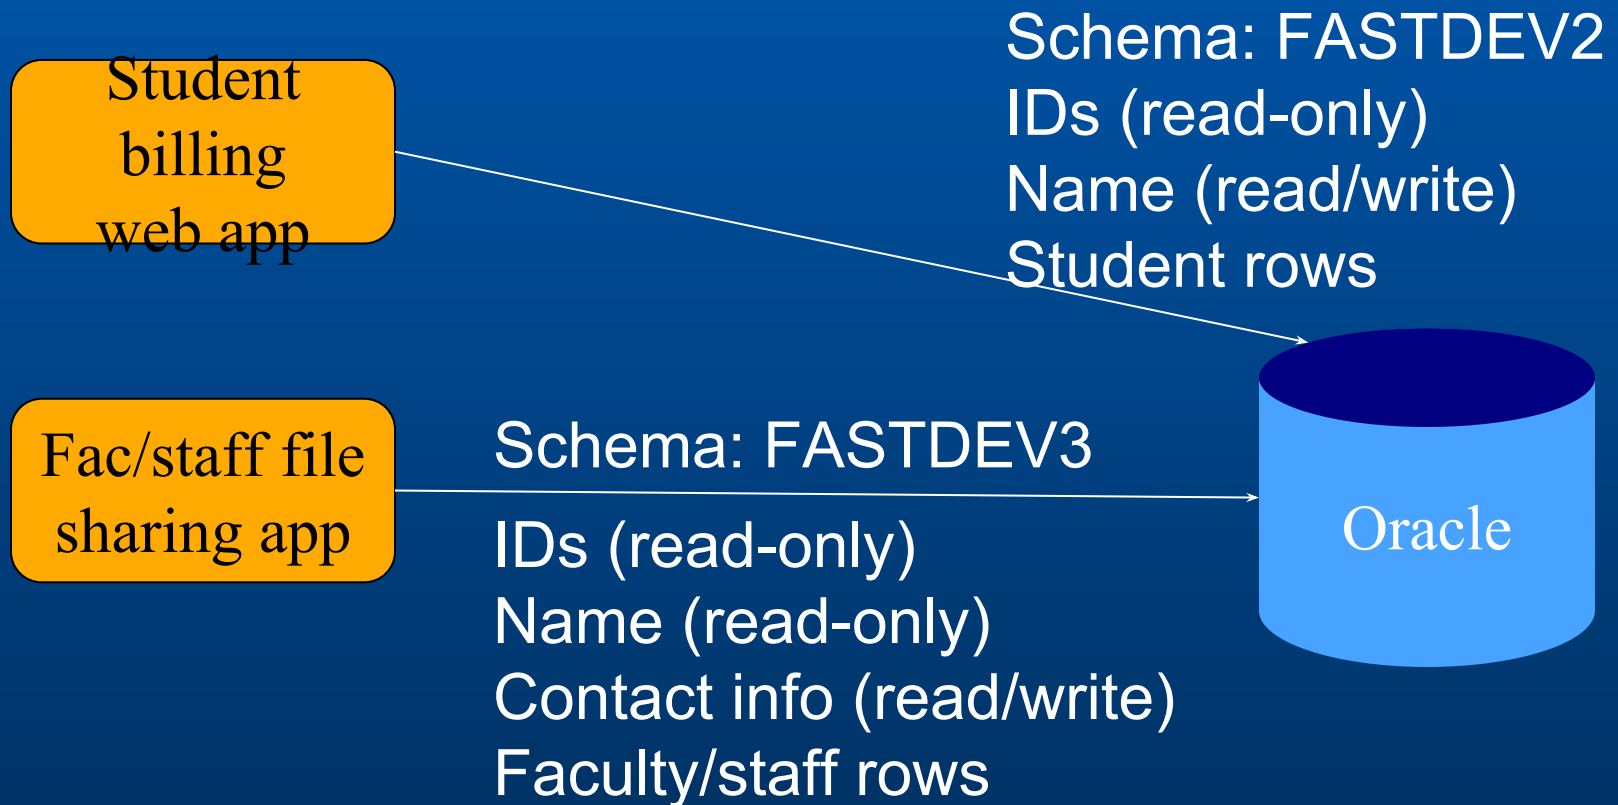 Student
billing
web app
Schema: FASTDEV2
IDs (read-only)
Name (read/write)
Student rows
Fac/staff file
sharing app
Schema: FASTDEV3
IDs (read-only)
Name (read-only)
Contact info (read/write)
Faculty/staff rows
Oracle